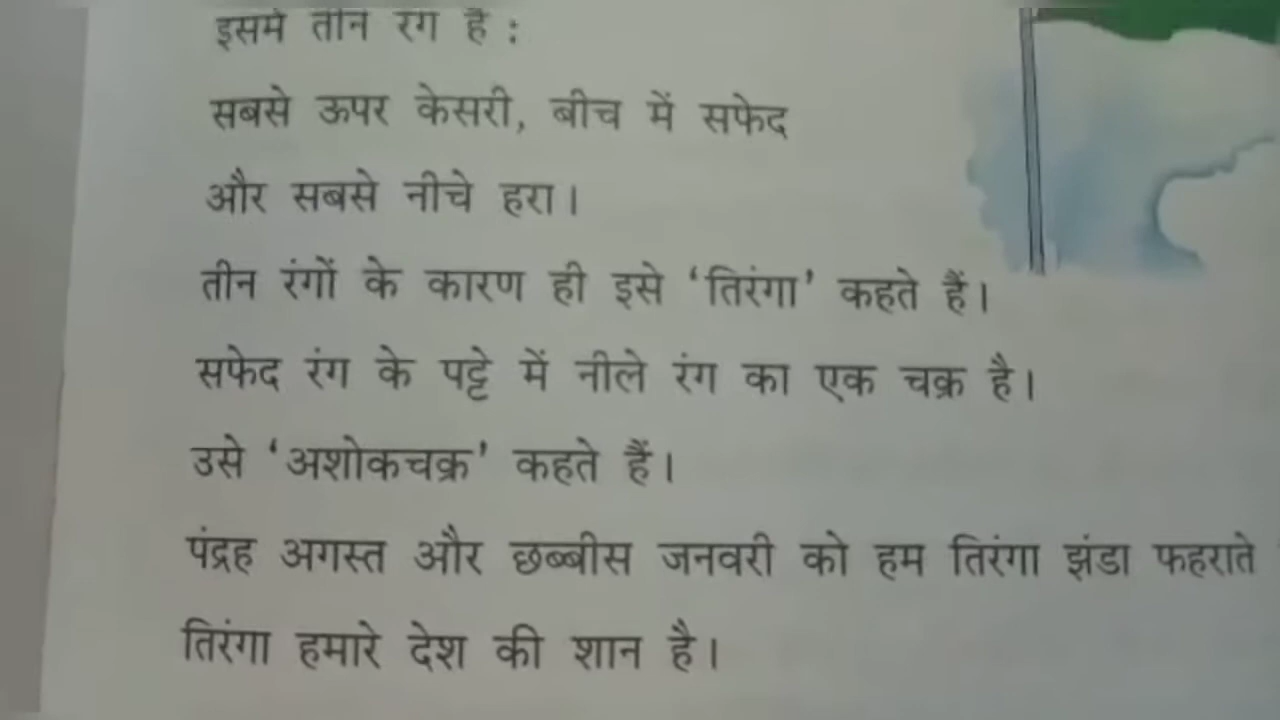 इसमें तीन रंग हैं :
सबसे ऊपर केसरी, बीच में सफेद
और सबसे नीचे हरा।
तीन रंगों के कारण ही इसे ‘तिरंगा’ कहते हैं।
सफेद रंग के पट्टे में नीले रंग का एक चक्र है।
उसे ‘अशोकचक्र’ कहते हैं।
पंद्रह अगस्त और छब्बीस जनवरी को हम तिरंगा झंडा फहराते
तिरंगा हमारे देश की शान है।